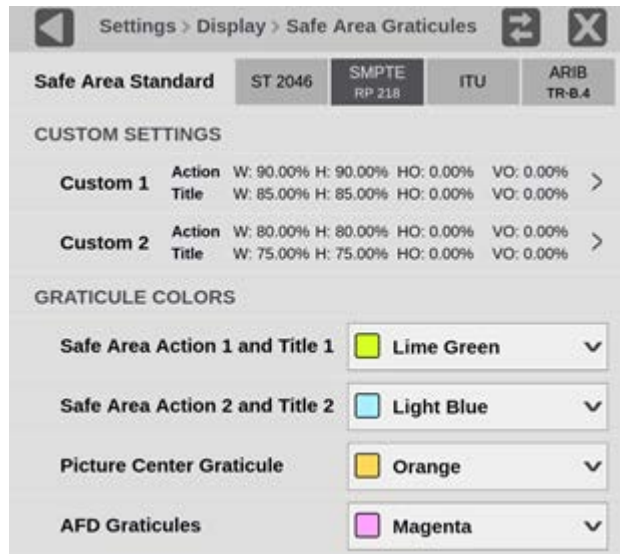 Settings > Display > Safe Area Graticules
Safe Area Standard ST 2046 SMPTE RP 218 ITU ARIB TR-B.4
CUSTOM SETTINGS
Custom 1 Action W: 90.00% H: 90.00% HO: 0.00% VO: 0.00% >
Title W: 85.00% H: 85.00% HO: 0.00% VO: 0.00%
Custom 2 Action W: 80.00% H: 80.00% HO: 0.00% VO: 0.00% >
Title W: 75.00% H: 75.00% HO: 0.00% VO: 0.00%
GRATICULE COLORS
Safe Area Action 1 and Title 1 Lime Green
Safe Area Action 2 and Title 2 Light Blue
Picture Center Graticule Orange
AFD Graticules Magenta